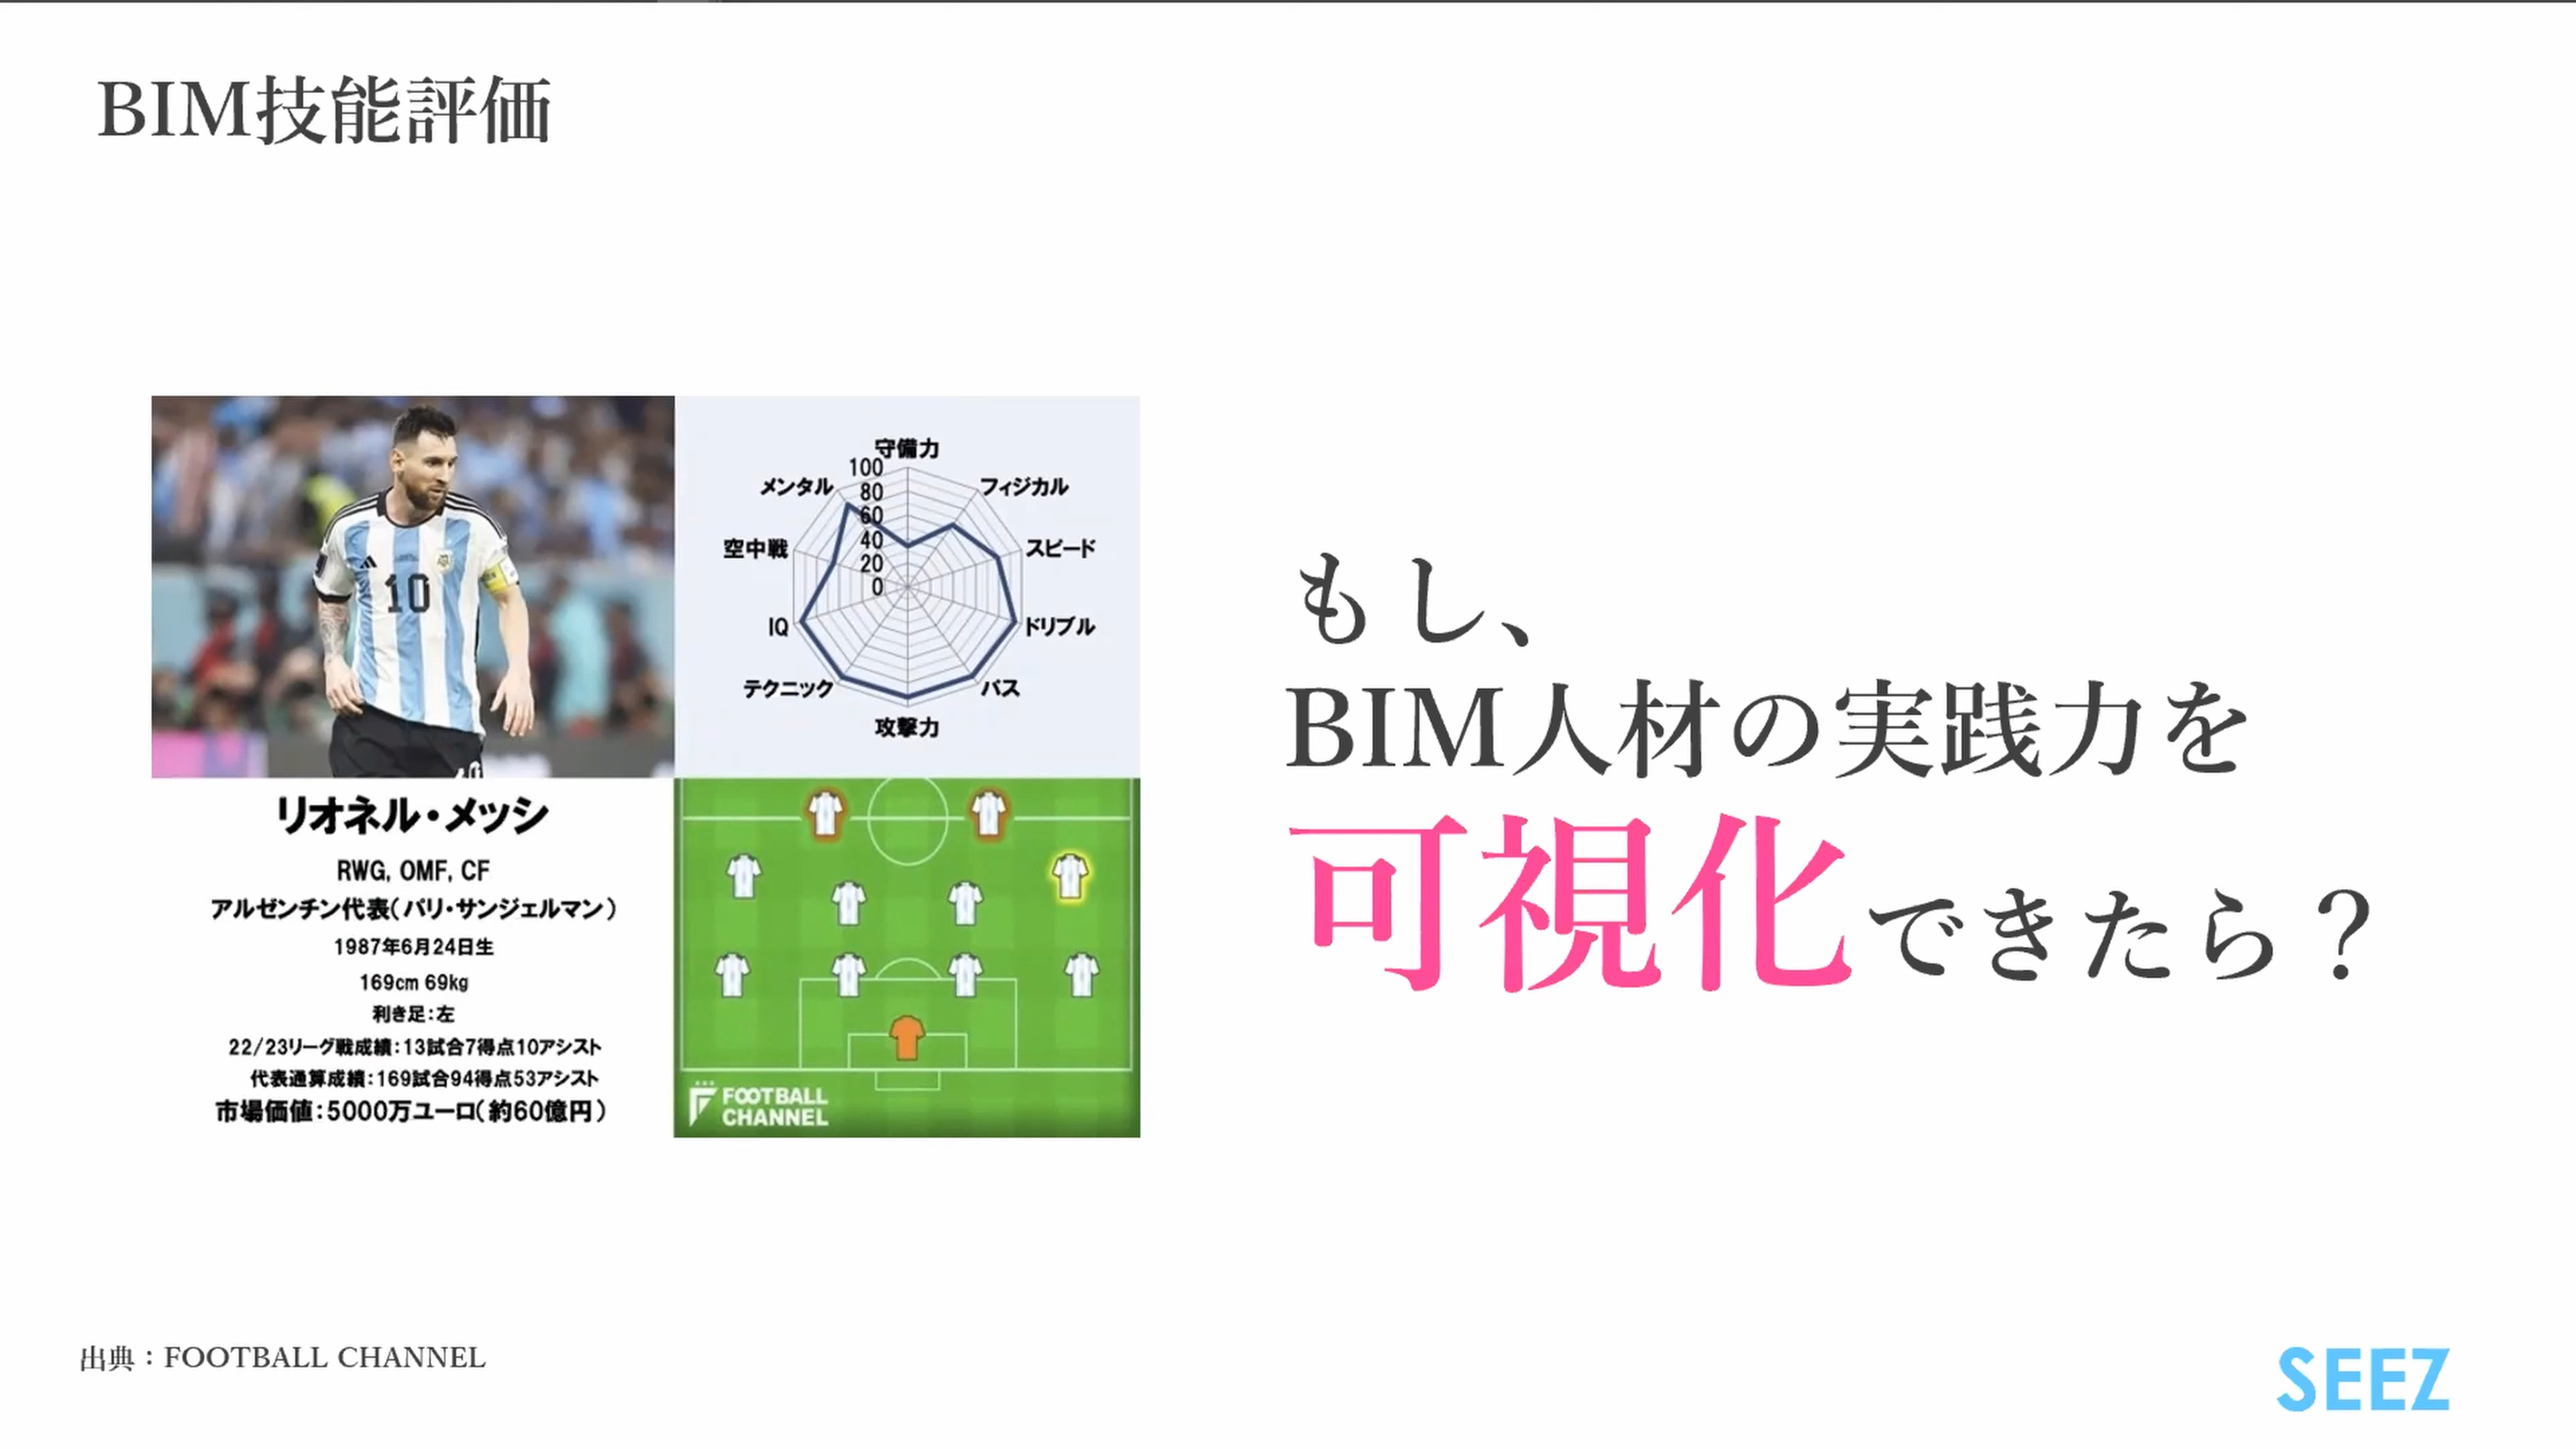 BIM技能評価
守備力
フィジカル
スピード
ドリブル
パス
攻撃力
テクニック
IQ
空中戦
メンタル
100
80
60
40
20
0
10
10
リオネル・メッシ
RWG, OMF, CF
アルゼンチン代表（パリ・サンジェルマン）
1987年6月24日生
169cm 69kg
利き足：左
22/23リーグ戦成績：13試合7得点10アシスト
代表通算成績：169試合94得点53アシスト
市場価値：5000万ユーロ（約60億円）
FOOTBALL
CHANNEL
もし、
BIM人材の実践力を
可視化できたら？
出典：FOOTBALL CHANNEL
SEEZ